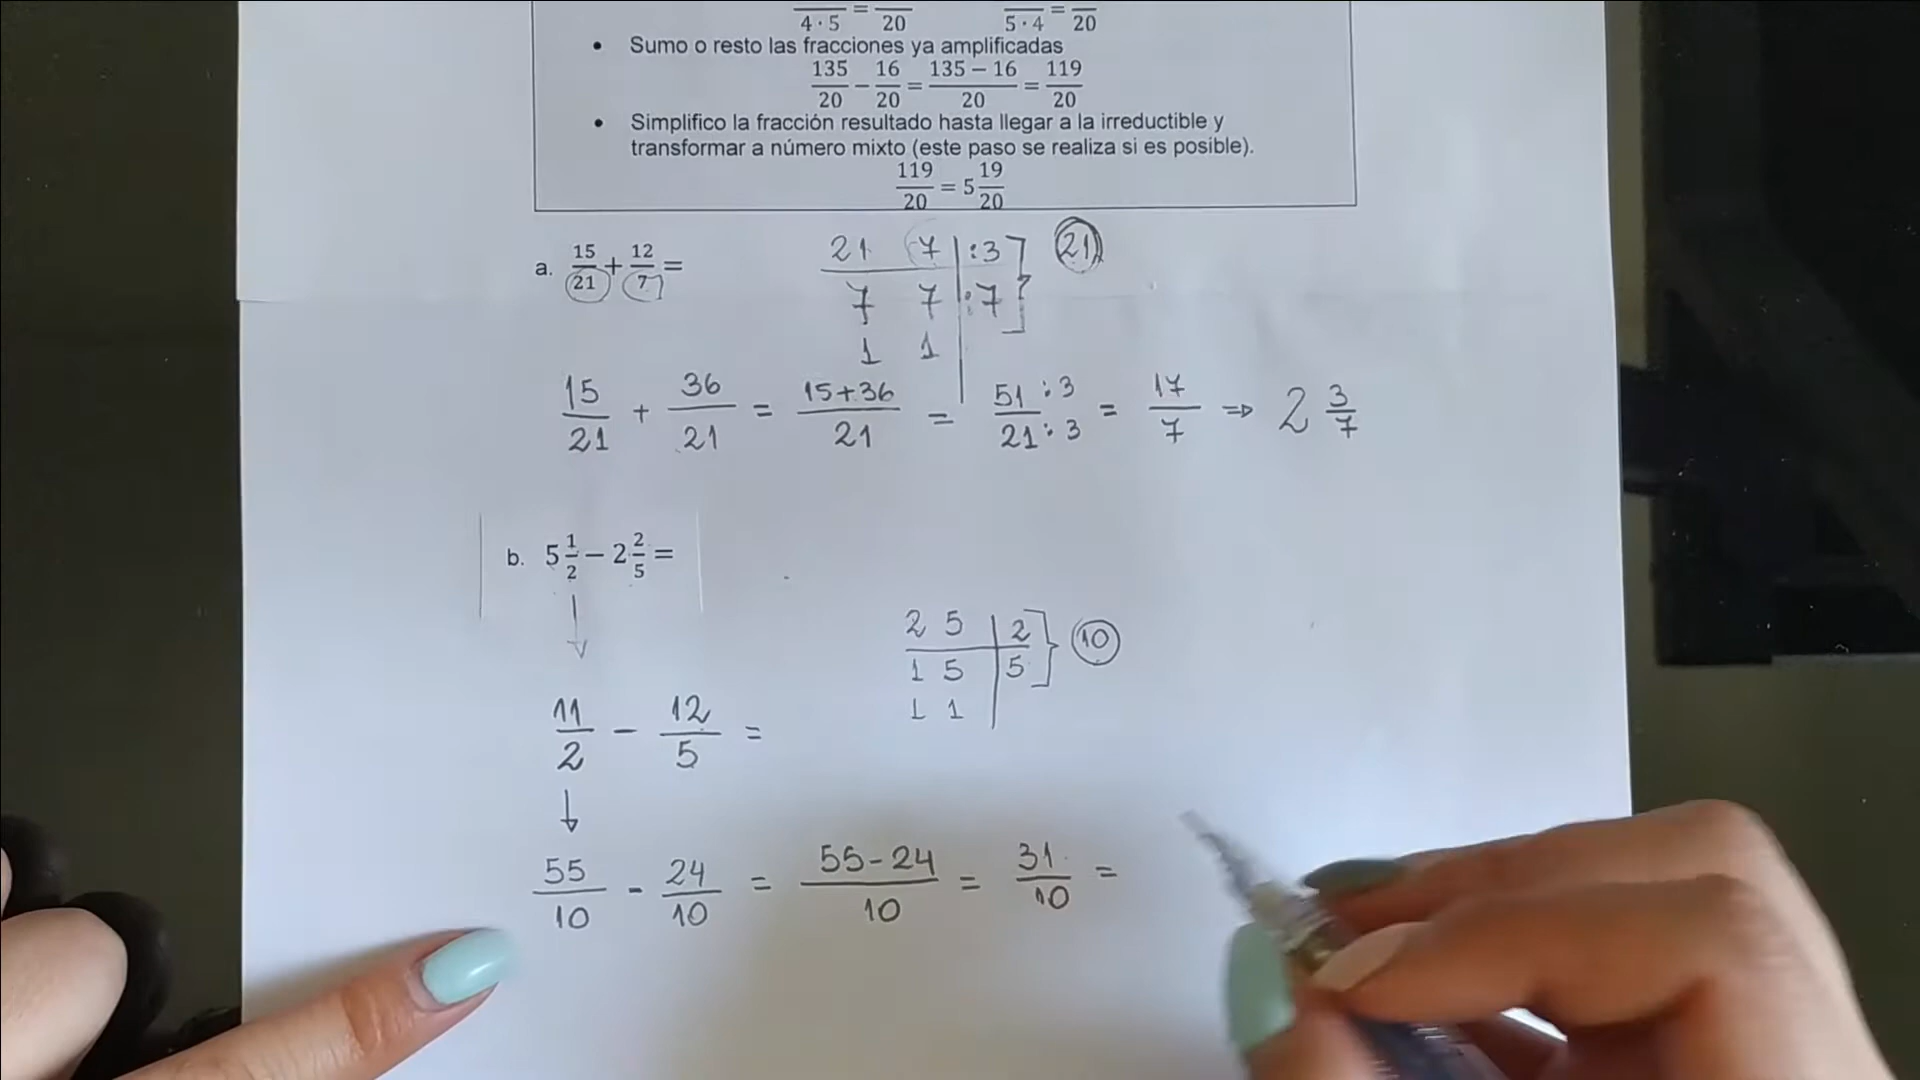 4 · 5 = 20 5 · 4 = 20
• Sumo o resto las fracciones ya amplificadas
135/20 − 16/20 = 135 − 16/20 = 119/20
• Simplifico la fracción resultado hasta llegar a la irreductible y
transformar a número mixto (este paso se realiza si es posible).
119/20 = 5 19/20
a. 15/21 + 12/7 =
21 7 | :3
7 7 | :7
1 1
21
15/21 + 36/21 = 15+36/21 = 51:3/21:3 = 17/7 ⇒ 2 3/7
b. 5 1/2 − 2 2/5 =
2 5 | 2
1 5 | 5
1 1
10
11/2 − 12/5 =
55/10 - 24/10 = 55-24/10 = 31/10 =